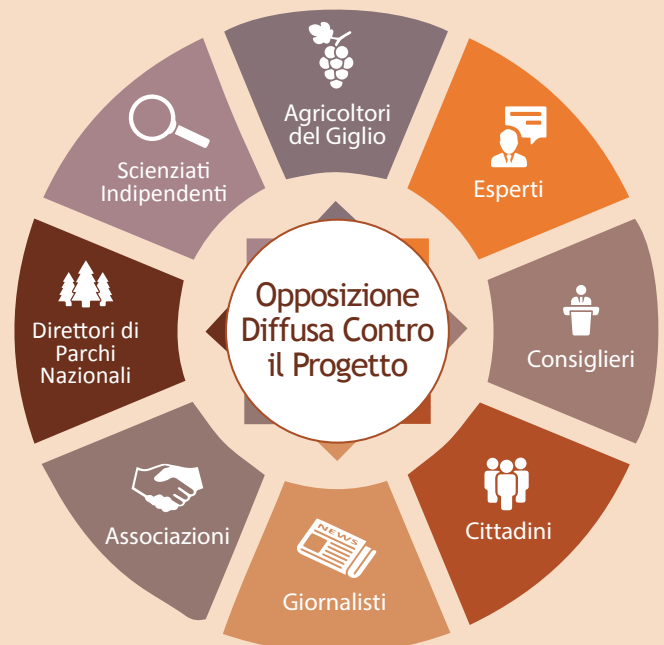 Agricoltori
del Giglio
Esperti
Consiglieri
Cittadini
NEWS
Giornalisti
Associazioni
Direttori di
Parchi
Nazionali
Scienziati
Indipendenti
Opposizione
Diffusa Contro
il Progetto